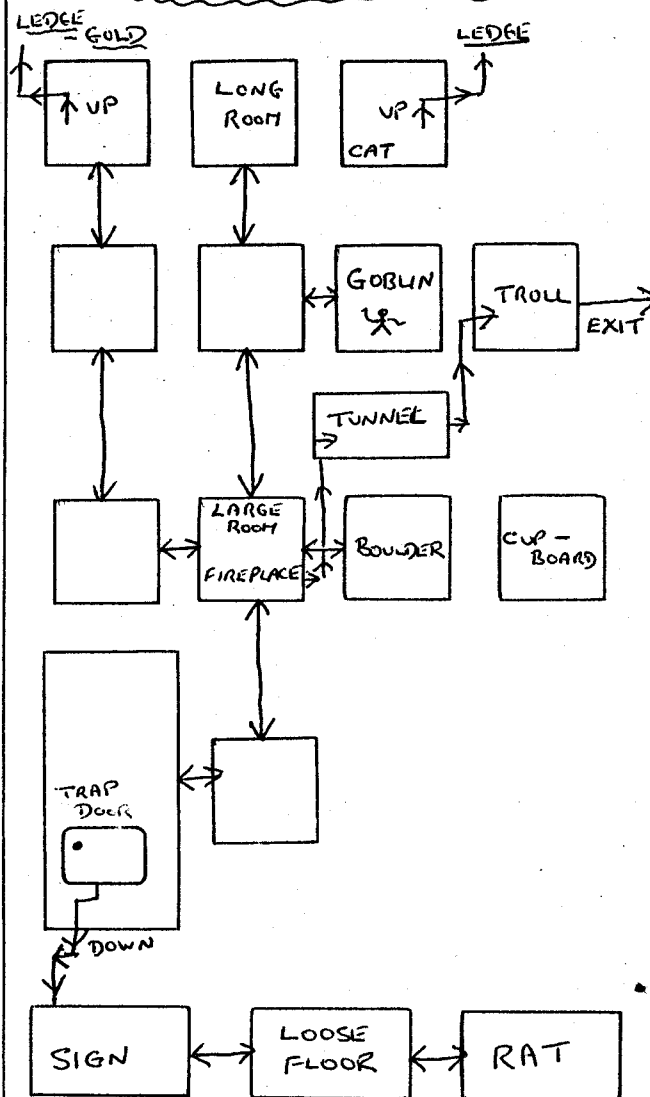 LEDGE
= GOLD
LEDGE
UP
LONG
ROOM
UP
CAT
GOBLIN
TROLL
EXIT
TUNNEL
LARGE
ROOM
FIREPLACE
BOULDER
CUP-
BOARD
TRAP
DOOR
DOWN
SIGN
LOOSE
FLOOR
RAT